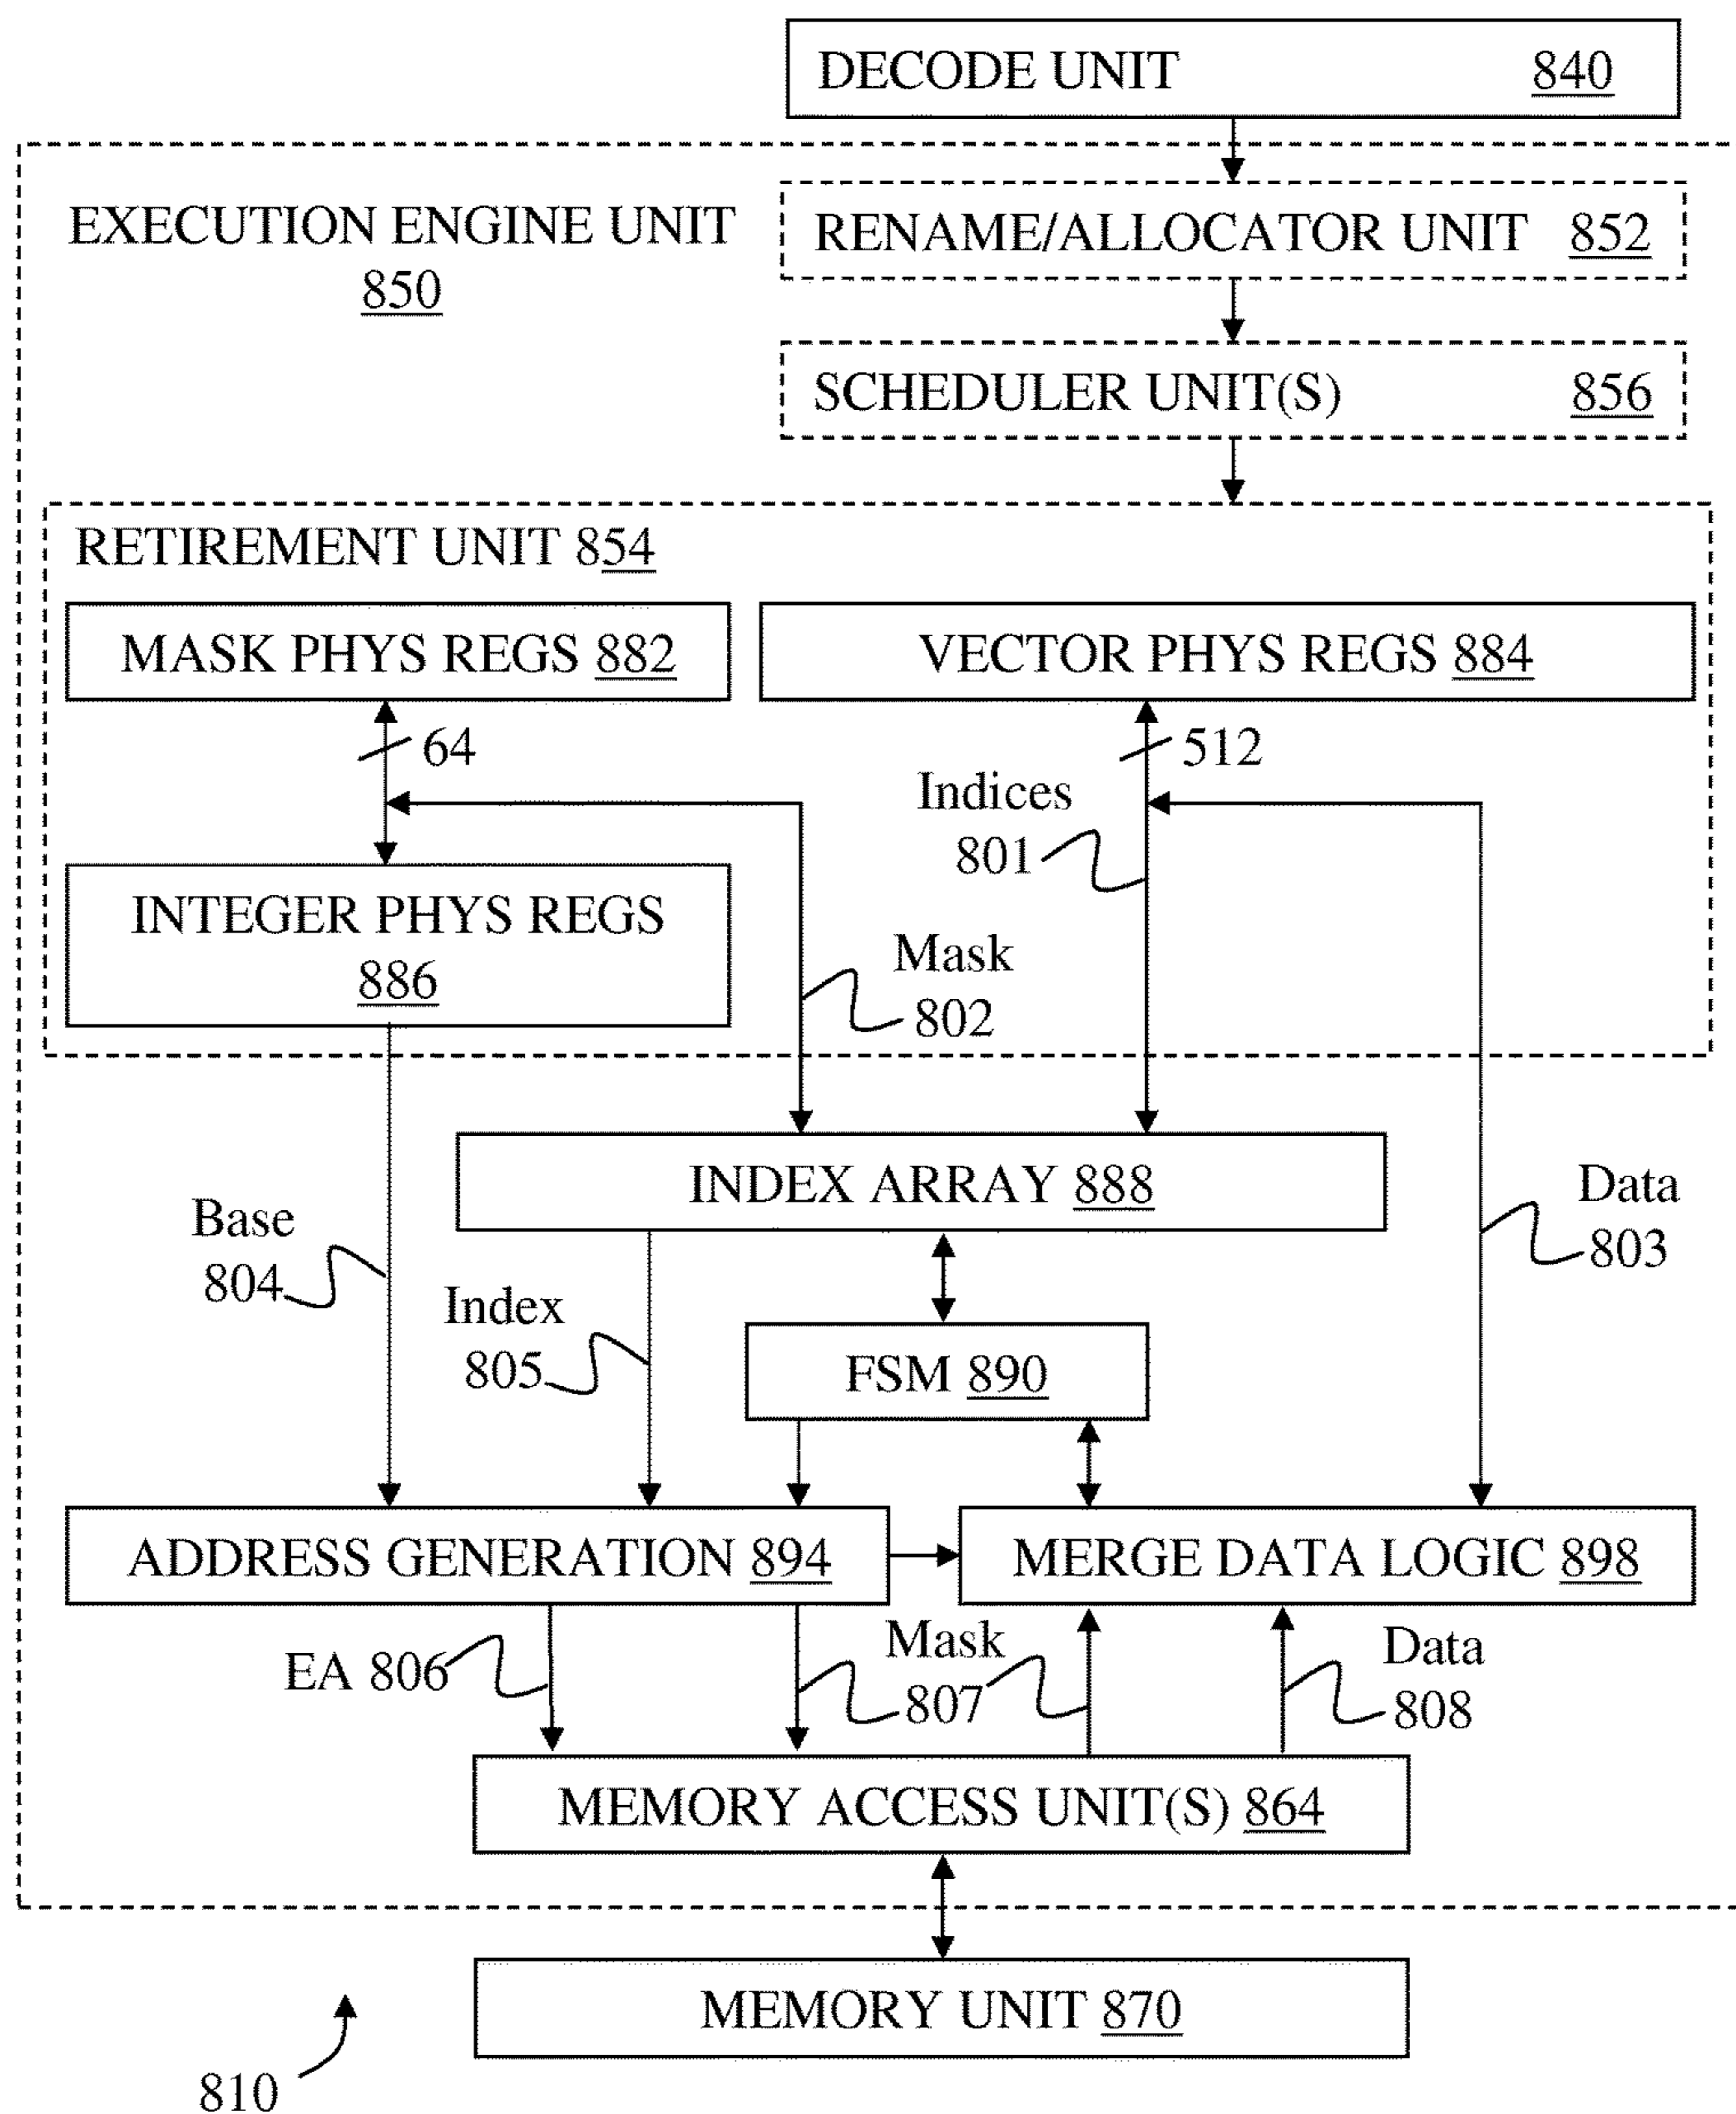 DECODE UNIT 840
EXECUTION ENGINE UNIT
850
RENAME/ALLOCATOR UNIT 852
SCHEDULER UNIT(S) 856
RETIREMENT UNIT 854
MASK PHYS REGS 882
VECTOR PHYS REGS 884
64
512
Indices
801
INTEGER PHYS REGS
886
Mask
802
INDEX ARRAY 888
Base
804
Data
803
Index
805
FSM 890
ADDRESS GENERATION 894
MERGE DATA LOGIC 898
EA 806
Mask
807
Data
808
MEMORY ACCESS UNIT(S) 864
MEMORY UNIT 870
810